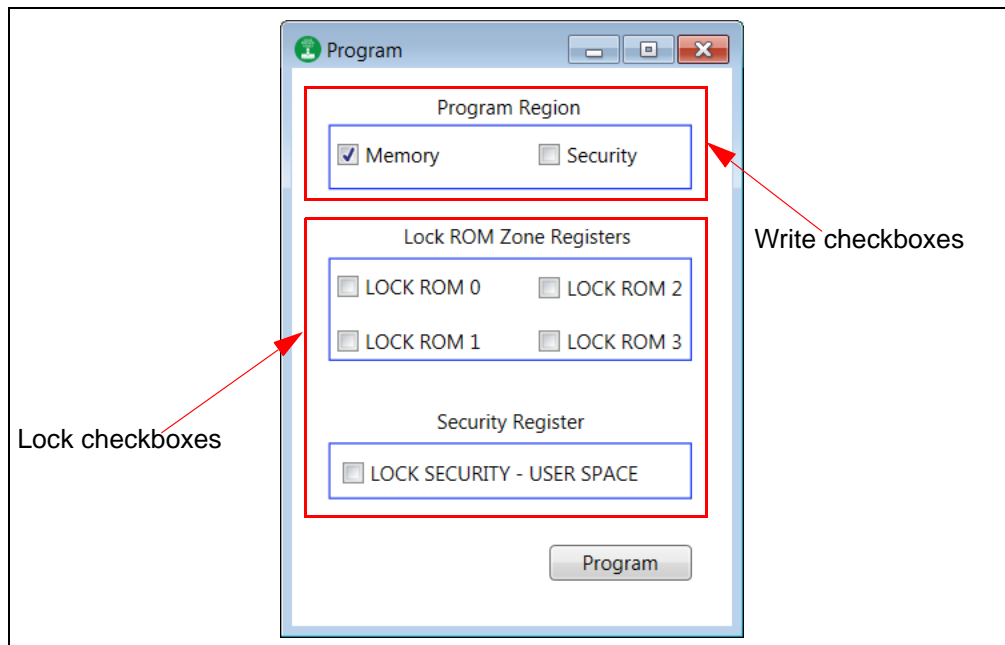 Program
Program Region
Memory Security
Write checkboxes
Lock ROM Zone Registers
LOCK ROM 0 LOCK ROM 2
LOCK ROM 1 LOCK ROM 3
Lock checkboxes
Security Register
LOCK SECURITY - USER SPACE
Program